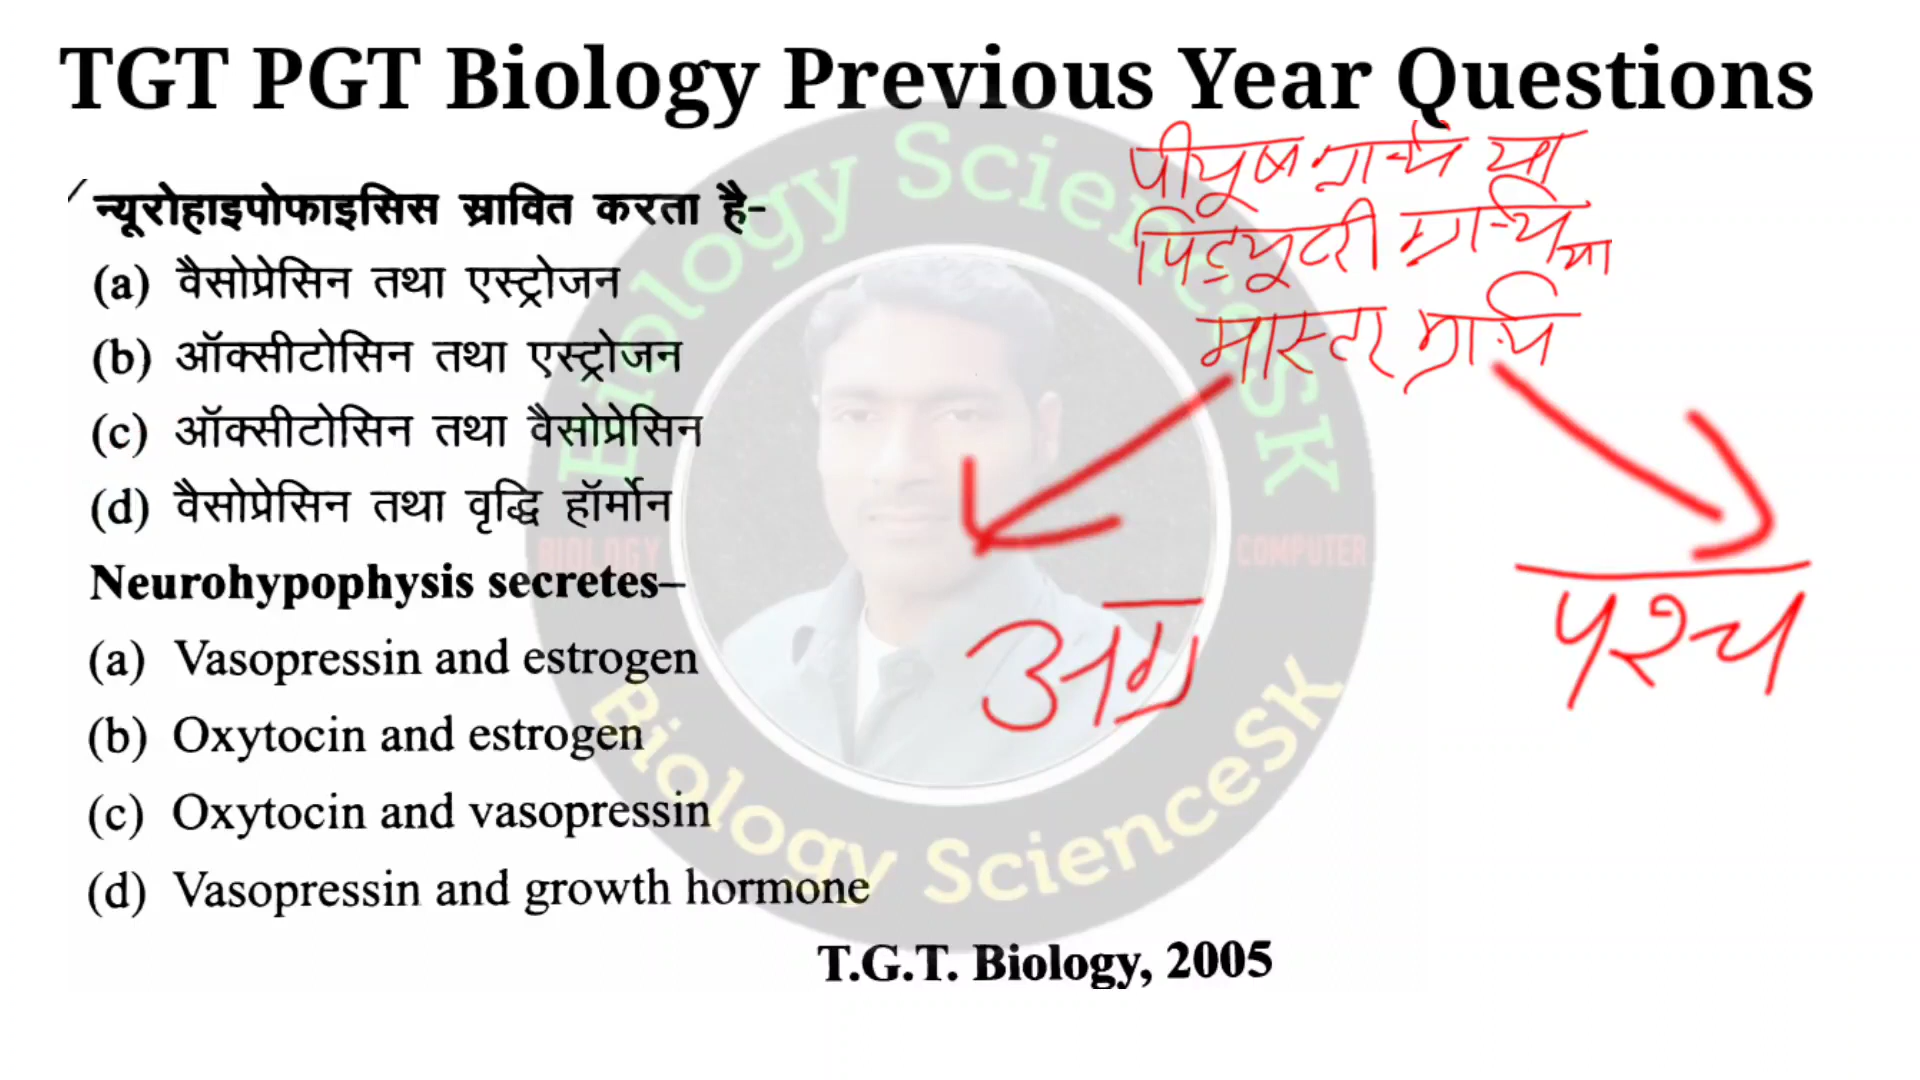 TGT PGT Biology Previous Year Questions
न्यूरोहाइपोफाइसिस स्रावित करता है-
(a) वैसोप्रेसिन तथा एस्ट्रोजन
(b) ऑक्सीटोसिन तथा एस्ट्रोजन
(c) ऑक्सीटोसिन तथा वैसोप्रेसिन
(d) वैसोप्रेसिन तथा वृद्धि हॉर्मोन
Neurohypophysis secretes–
(a) Vasopressin and estrogen
(b) Oxytocin and estrogen
(c) Oxytocin and vasopressin
(d) Vasopressin and growth hormone
T.G.T. Biology, 2005
पीयूष ग्रन्थि या
पिट्यूटरी ग्रन्थि या
मास्टर ग्रन्थि
अग्र
पश्च
Biology ScienceSK
BIOLOGY
COMPUTER
Biology ScienceSK